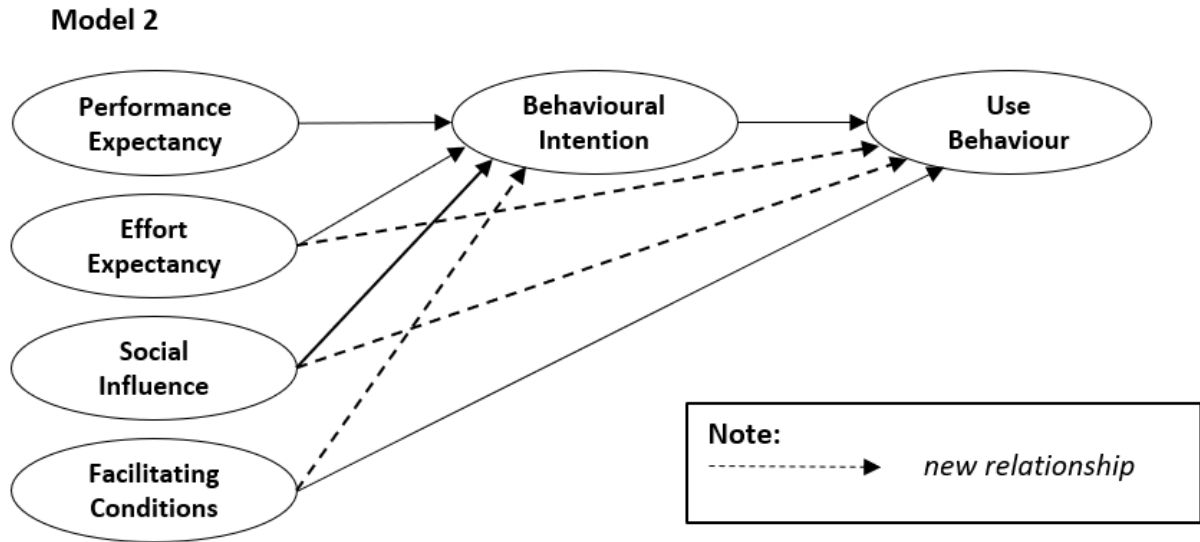 Model 2
Performance
Expectancy
Behavioural
Intention
Use
Behaviour
Effort
Expectancy
Social
Influence
Facilitating
Conditions
Note:
new relationship